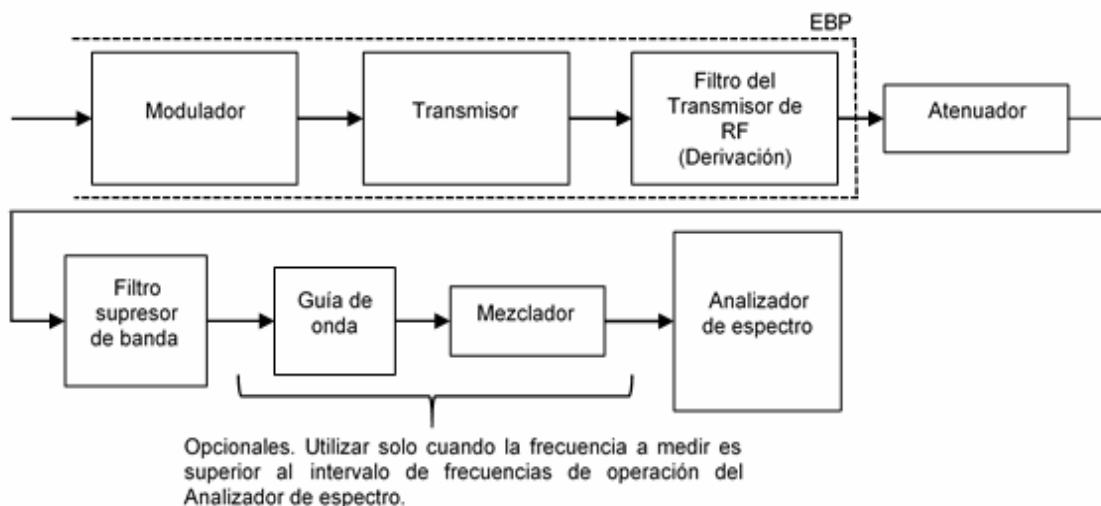 EBP
Modulador
Transmisor
Filtro del
Transmisor de
RF
(Derivación)
Atenuador
Filtro
supresor
de banda
Guía de
onda
Mezclador
Analizador
de espectro
Opcionales. Utilizar solo cuando la frecuencia a medir es
superior al intervalo de frecuencias de operación del
Analizador de espectro.